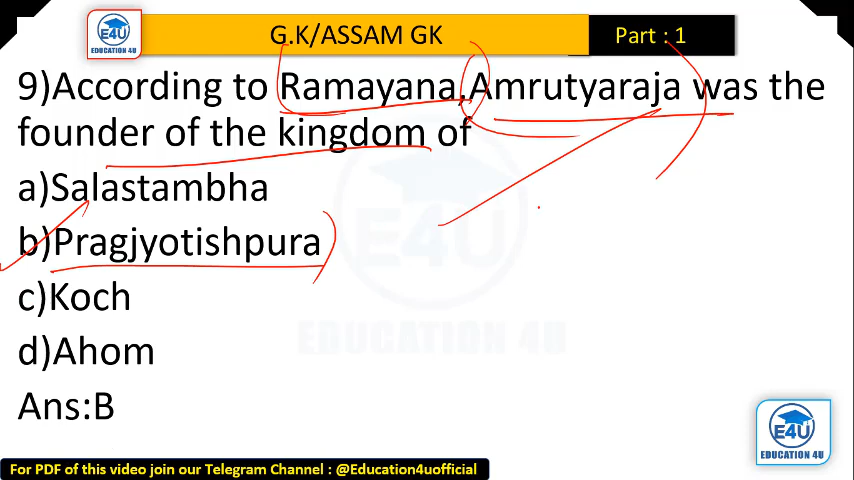 E4U
EDUCATION 4U
G.K/ASSAM GK
Part : 1
9)According to Ramayana,Amrutyaraja was the
founder of the kingdom of
a)Salastambha
b)Pragjyotishpura
c)Koch
d)Ahom
Ans:B
E4U
EDUCATION 4U
E4U
EDUCATION 4U
For PDF of this video join our Telegram Channel : @Education4uofficial